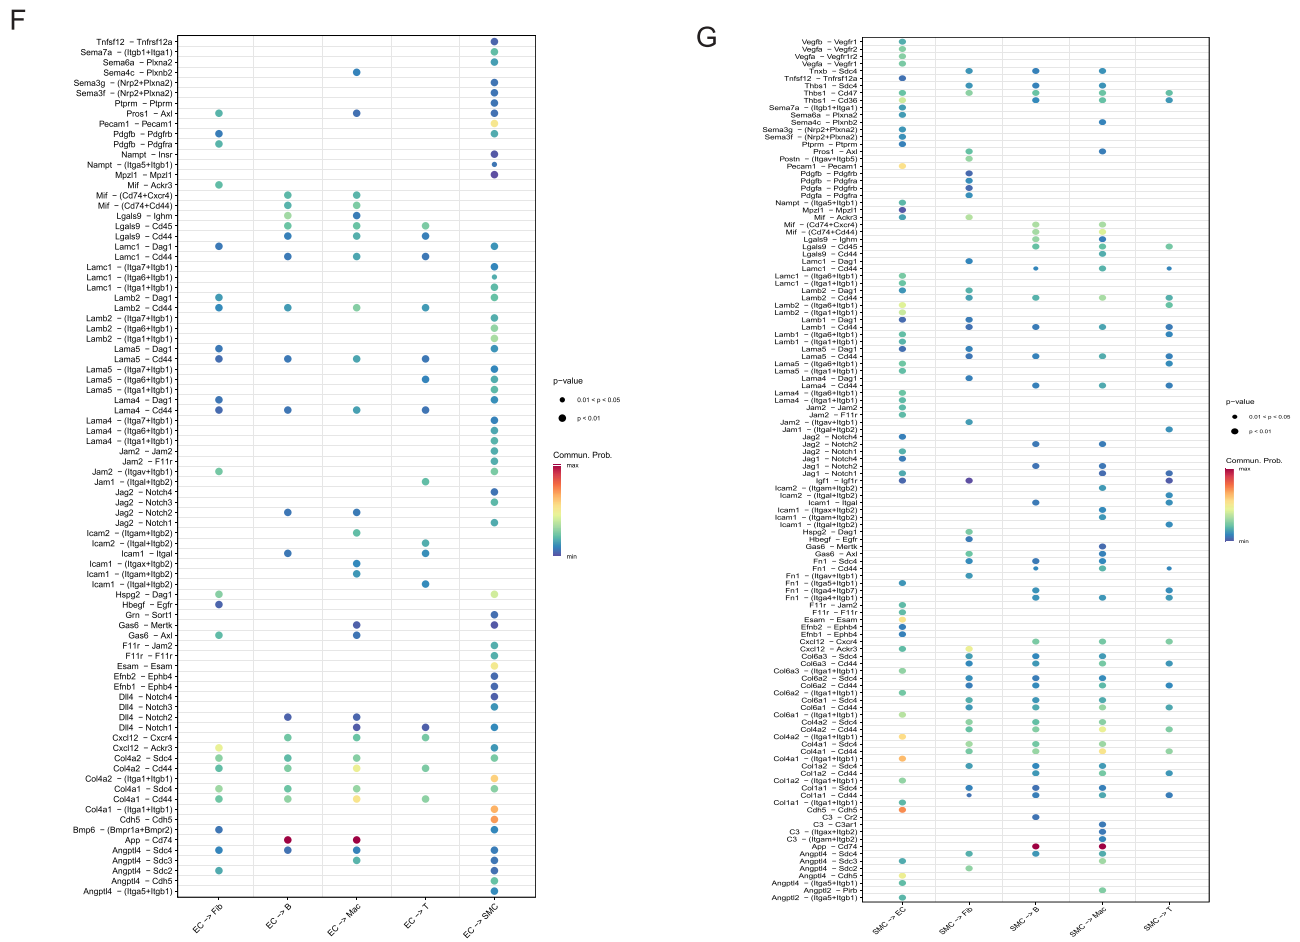 F
Tnfsf12 − Tnfrsf12a
Sema7a − (Itgb1+Itga1)
Sema6a − Plxna2
Sema4c − Plxnb2
Sema3g − (Nrp2+Plxna2)
Sema3f − (Nrp2+Plxna2)
Ptprm − Ptprm
Pros1 − Axl
Pecam1 − Pecam1
Pdgfb − Pdgfrb
Pdgfb − Pdgfra
Nampt − Insr
Nampt − (Itga5+Itgb1)
Mpzl1 − Mpzl1
Mif − Ackr3
Mif − (Cd74+Cxcr4)
Mif − (Cd74+Cd44)
Lgals9 − Ighm
Lgals9 − Cd45
Lgals9 − Cd44
Lamc1 − Dag1
Lamc1 − Cd44
Lamc1 − (Itga7+Itgb1)
Lamc1 − (Itga6+Itgb1)
Lamc1 − (Itga1+Itgb1)
Lamb2 − Dag1
Lamb2 − Cd44
Lamb2 − (Itga7+Itgb1)
Lamb2 − (Itga6+Itgb1)
Lamb2 − (Itga1+Itgb1)
Lama5 − Dag1
Lama5 − Cd44
Lama5 − (Itga7+Itgb1)
Lama5 − (Itga6+Itgb1)
Lama5 − (Itga1+Itgb1)
Lama4 − Dag1
Lama4 − Cd44
Lama4 − (Itga7+Itgb1)
Lama4 − (Itga6+Itgb1)
Lama4 − (Itga1+Itgb1)
Jam2 − Jam2
Jam2 − F11r
Jam2 − (Itgav+Itgb1)
Jam1 − (Itgal+Itgb2)
Jag2 − Notch4
Jag2 − Notch3
Jag2 − Notch2
Jag2 − Notch1
Icam2 − (Itgam+Itgb2)
Icam2 − (Itgal+Itgb2)
Icam1 − Itgal
Icam1 − (Itgax+Itgb2)
Icam1 − (Itgam+Itgb2)
Icam1 − (Itgal+Itgb2)
Hspg2 − Dag1
Hbegf − Egfr
Grn − Sort1
Gas6 − Mertk
Gas6 − Axl
F11r − Jam2
F11r − F11r
Esam − Esam
Efnb2 − Ephb4
Efnb1 − Ephb4
Dll4 − Notch4
Dll4 − Notch3
Dll4 − Notch2
Dll4 − Notch1
Cxcl12 − Cxcr4
Cxcl12 − Ackr3
Col4a2 − Sdc4
Col4a2 − Cd44
Col4a2 − (Itga1+Itgb1)
Col4a1 − Sdc4
Col4a1 − Cd44
Col4a1 − (Itga1+Itgb1)
Cdh5 − Cdh5
Bmp6 − (Bmpr1a+Bmpr2)
App − Cd74
Angptl4 − Sdc4
Angptl4 − Sdc3
Angptl4 − Sdc2
Angptl4 − Cdh5
Angptl4 − (Itga5+Itgb1)
EC -> Fib
EC -> B
EC -> Mac
EC -> T
EC -> SMC
p−value
0.01 < p < 0.05
p < 0.01
Commun. Prob.
max
min
G
Vegfb − Vegfr1
Vegfa − Vegfr2
Vegfa − Vegfr1r2
Vegfa − Vegfr1
Tnxb − Sdc4
Tnfsf12 − Tnfrsf12a
Thbs1 − Sdc4
Thbs1 − Cd47
Thbs1 − Cd36
Sema7a − (Itgb1+Itga1)
Sema6a − Plxna2
Sema4c − Plxnb2
Sema3g − (Nrp2+Plxna2)
Sema3f − (Nrp2+Plxna2)
Ptprm − Ptprm
Pros1 − Axl
Postn − (Itgav+Itgb5)
Pecam1 − Pecam1
Pdgfb − Pdgfrb
Pdgfb − Pdgfra
Pdgfa − Pdgfrb
Pdgfa − Pdgfra
Nampt − (Itga5+Itgb1)
Mpzl1 − Mpzl1
Mif − Ackr3
Mif − (Cd74+Cxcr4)
Mif − (Cd74+Cd44)
Lgals9 − Ighm
Lgals9 − Cd45
Lgals9 − Cd44
Lamc1 − Dag1
Lamc1 − Cd44
Lamc1 − (Itga6+Itgb1)
Lamc1 − (Itga1+Itgb1)
Lamb2 − Dag1
Lamb2 − Cd44
Lamb2 − (Itga6+Itgb1)
Lamb2 − (Itga1+Itgb1)
Lamb1 − Dag1
Lamb1 − Cd44
Lamb1 − (Itga6+Itgb1)
Lamb1 − (Itga1+Itgb1)
Lama5 − Dag1
Lama5 − Cd44
Lama5 − (Itga6+Itgb1)
Lama5 − (Itga1+Itgb1)
Lama4 − Dag1
Lama4 − Cd44
Lama4 − (Itga6+Itgb1)
Lama4 − (Itga1+Itgb1)
Jam2 − Jam2
Jam2 − F11r
Jam2 − (Itgav+Itgb1)
Jam1 − (Itgal+Itgb2)
Jag2 − Notch4
Jag2 − Notch2
Jag2 − Notch1
Jag1 − Notch4
Jag1 − Notch2
Jag1 − Notch1
Igf1 − Igf1r
Icam2 − (Itgam+Itgb2)
Icam2 − (Itgal+Itgb2)
Icam1 − Itgal
Icam1 − (Itgax+Itgb2)
Icam1 − (Itgam+Itgb2)
Icam1 − (Itgal+Itgb2)
Hspg2 − Dag1
Hbegf − Egfr
Gas6 − Mertk
Gas6 − Axl
Fn1 − Sdc4
Fn1 − Cd44
Fn1 − (Itgav+Itgb1)
Fn1 − (Itga5+Itgb1)
Fn1 − (Itga4+Itgb7)
Fn1 − (Itga4+Itgb1)
F11r − Jam2
F11r − F11r
Esam − Esam
Efnb2 − Ephb4
Efnb1 − Ephb4
Cxcl12 − Cxcr4
Cxcl12 − Ackr3
Col6a3 − Sdc4
Col6a3 − Cd44
Col6a3 − (Itga1+Itgb1)
Col6a2 − Sdc4
Col6a2 − Cd44
Col6a2 − (Itga1+Itgb1)
Col6a1 − Sdc4
Col6a1 − Cd44
Col6a1 − (Itga1+Itgb1)
Col4a2 − Sdc4
Col4a2 − Cd44
Col4a2 − (Itga1+Itgb1)
Col4a1 − Sdc4
Col4a1 − Cd44
Col4a1 − (Itga1+Itgb1)
Col1a2 − Sdc4
Col1a2 − Cd44
Col1a2 − (Itga1+Itgb1)
Col1a1 − Sdc4
Col1a1 − Cd44
Col1a1 − (Itga1+Itgb1)
Cdh5 − Cdh5
C3 − Cr2
C3 − C3ar1
C3 − (Itgax+Itgb2)
C3 − (Itgam+Itgb2)
App − Cd74
Angptl4 − Sdc4
Angptl4 − Sdc3
Angptl4 − Sdc2
Angptl4 − Cdh5
Angptl4 − (Itga5+Itgb1)
Angptl2 − Pirb
Angptl2 − (Itga5+Itgb1)
SMC -> EC
SMC -> Fib
SMC -> B
SMC -> Mac
SMC -> T
p−value
0.01 < p < 0.05
p < 0.01
Commun. Prob.
max
min